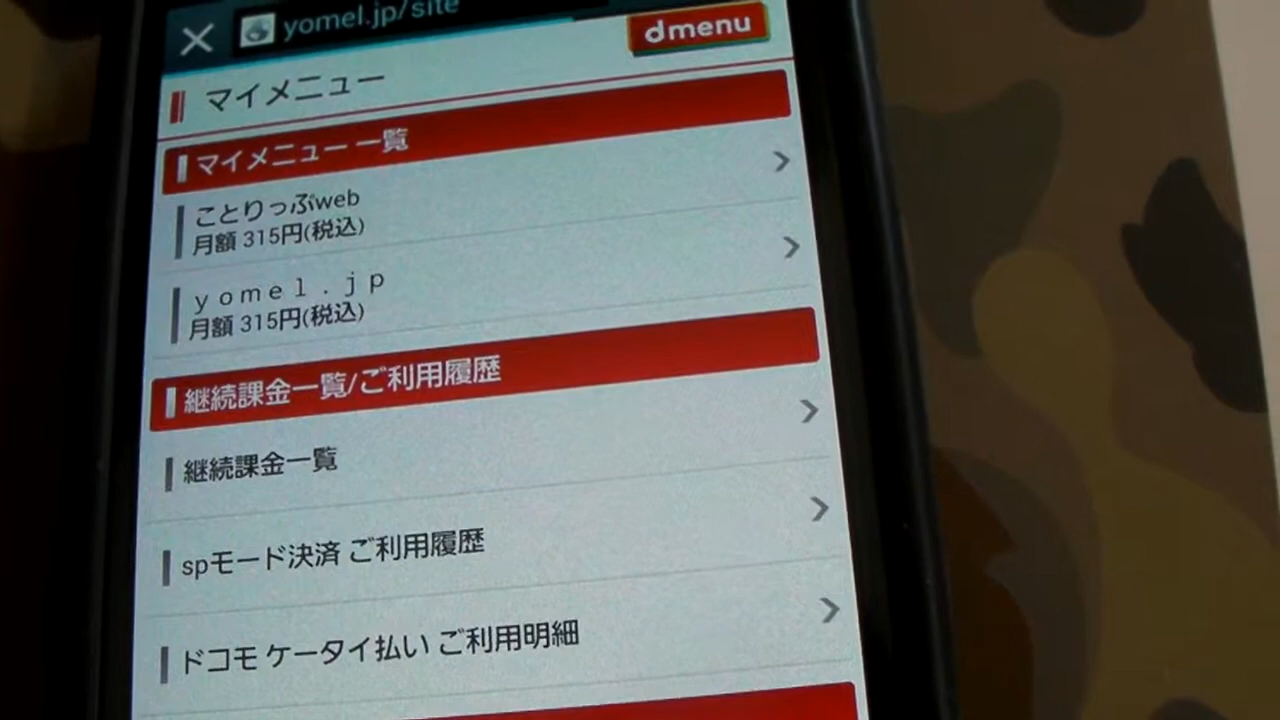 yomel.jp/site
dmenu
マイメニュー
マイメニュー 一覧
ことりっぷweb
月額 315円(税込)
ｙｏｍｅｌ．ｊｐ
月額 315円(税込)
継続課金一覧/ご利用履歴
継続課金一覧
spモード決済 ご利用履歴
ドコモ ケータイ払い ご利用明細